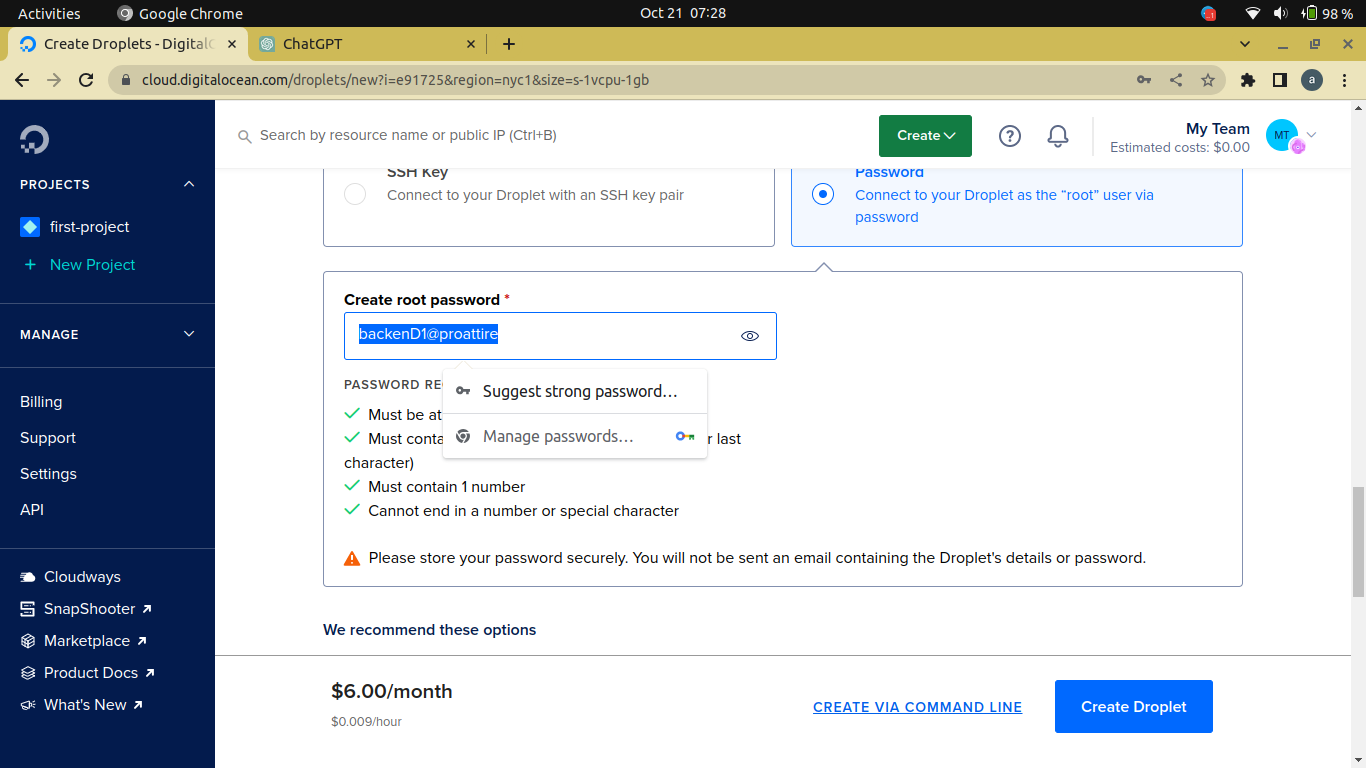 Activities
Google Chrome
Oct 21 07:28
98 %
Create Droplets - DigitalO
ChatGPT
cloud.digitalocean.com/droplets/new?i=e91725&region=nyc1&size=s-1vcpu-1gb
a
Search by resource name or public IP (Ctrl+B)
Create
My Team
Estimated costs: $0.00
MT
PROJECTS
first-project
+ New Project
MANAGE
Billing
Support
Settings
API
Cloudways
SnapShooter
Marketplace
Product Docs
What's New
SSH Key
Connect to your Droplet with an SSH key pair
Password
Connect to your Droplet as the “root” user via
password
Create root password *
backenD1@proattire
Suggest strong password…
Manage passwords…
PASSWORD RE
Must be at
Must conta
r last
character)
Must contain 1 number
Cannot end in a number or special character
Please store your password securely. You will not be sent an email containing the Droplet's details or password.
We recommend these options
$6.00/month
$0.009/hour
CREATE VIA COMMAND LINE
Create Droplet